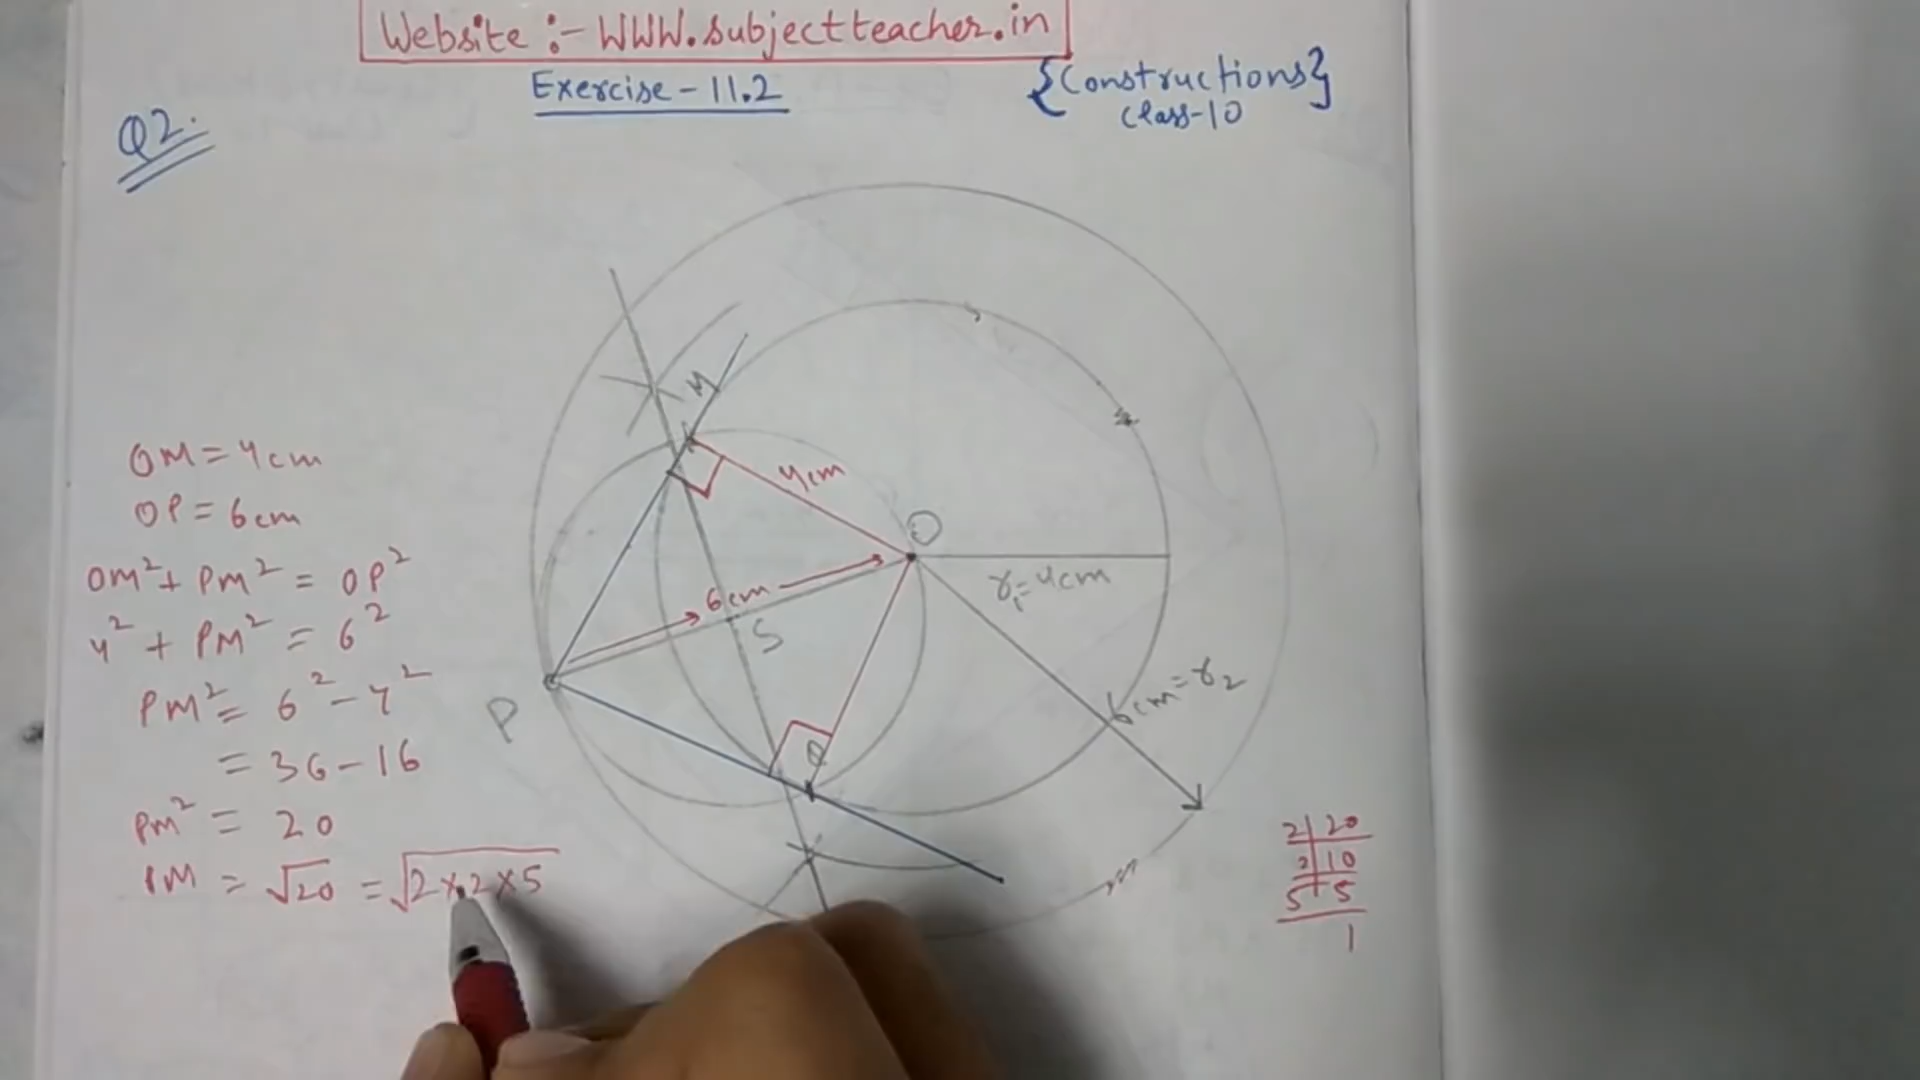 Website :- WWW.subjectteacher.in
Exercise - 11.2
{Constructions}
Class-10
Q2.
M
4cm
O
r₁=4cm
6cm
S
6cm=r₂
P
Q
OM = 4cm
OP = 6cm
OM² + PM² = OP²
4² + PM² = 6²
PM² = 6² - 4²
= 36 - 16
PM² = 20
PM = √20 = √2×2×5
2|20
2|10
5|5
1